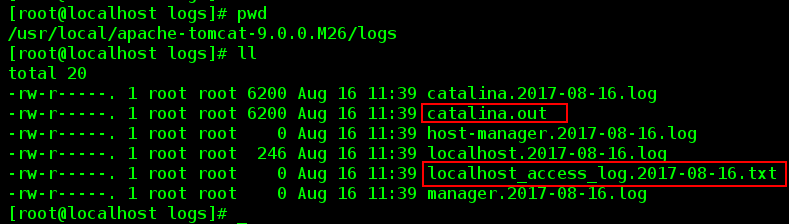 [root@localhost logs]# pwd
/usr/local/apache-tomcat-9.0.0.M26/logs
[root@localhost logs]# ll
total 20
-rw-r-----. 1 root root 6200 Aug 16 11:39 catalina.2017-08-16.log
-rw-r-----. 1 root root 6200 Aug 16 11:39 catalina.out
-rw-r-----. 1 root root    0 Aug 16 11:39 host-manager.2017-08-16.log
-rw-r-----. 1 root root  246 Aug 16 11:39 localhost.2017-08-16.log
-rw-r-----. 1 root root    0 Aug 16 11:39 localhost_access_log.2017-08-16.txt
-rw-r-----. 1 root root    0 Aug 16 11:39 manager.2017-08-16.log
[root@localhost logs]# _